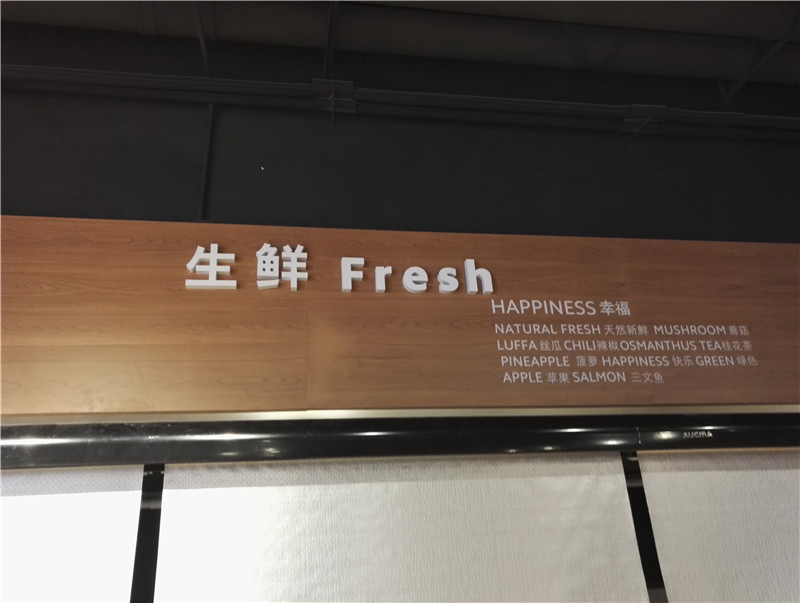 生鲜 Fresh
HAPPINESS 幸福
NATURAL FRESH 天然新鲜 MUSHROOM 蘑菇
LUFFA 丝瓜 CHILI 辣椒 OSMANTHUS TEA 桂花茶
PINEAPPLE 菠萝 HAPPINESS 快乐 GREEN 绿色
APPLE 苹果 SALMON 三文鱼
AUCMA